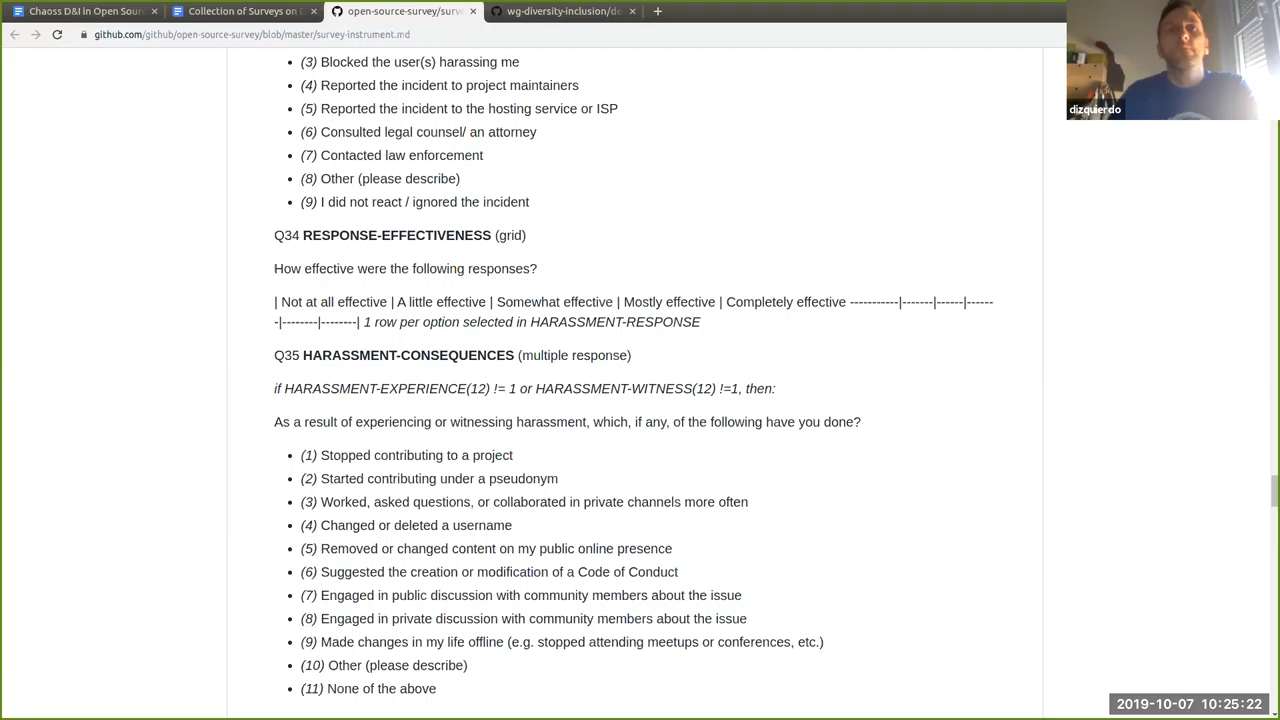 Chaoss D&I in Open Sour
Collection of Surveys on D
open-source-survey/surve
wg-diversity-inclusion/de
github.com/github/open-source-survey/blob/master/survey-instrument.md
dizquierdo
(3) Blocked the user(s) harassing me
(4) Reported the incident to project maintainers
(5) Reported the incident to the hosting service or ISP
(6) Consulted legal counsel/ an attorney
(7) Contacted law enforcement
(8) Other (please describe)
(9) I did not react / ignored the incident
Q34 RESPONSE-EFFECTIVENESS (grid)
How effective were the following responses?
| Not at all effective | A little effective | Somewhat effective | Mostly effective | Completely effective -----------|-------|------|------
-|--------|--------| 1 row per option selected in HARASSMENT-RESPONSE
Q35 HARASSMENT-CONSEQUENCES (multiple response)
if HARASSMENT-EXPERIENCE(12) != 1 or HARASSMENT-WITNESS(12) !=1, then:
As a result of experiencing or witnessing harassment, which, if any, of the following have you done?
(1) Stopped contributing to a project
(2) Started contributing under a pseudonym
(3) Worked, asked questions, or collaborated in private channels more often
(4) Changed or deleted a username
(5) Removed or changed content on my public online presence
(6) Suggested the creation or modification of a Code of Conduct
(7) Engaged in public discussion with community members about the issue
(8) Engaged in private discussion with community members about the issue
(9) Made changes in my life offline (e.g. stopped attending meetups or conferences, etc.)
(10) Other (please describe)
(11) None of the above
2019-10-07 10:25:22